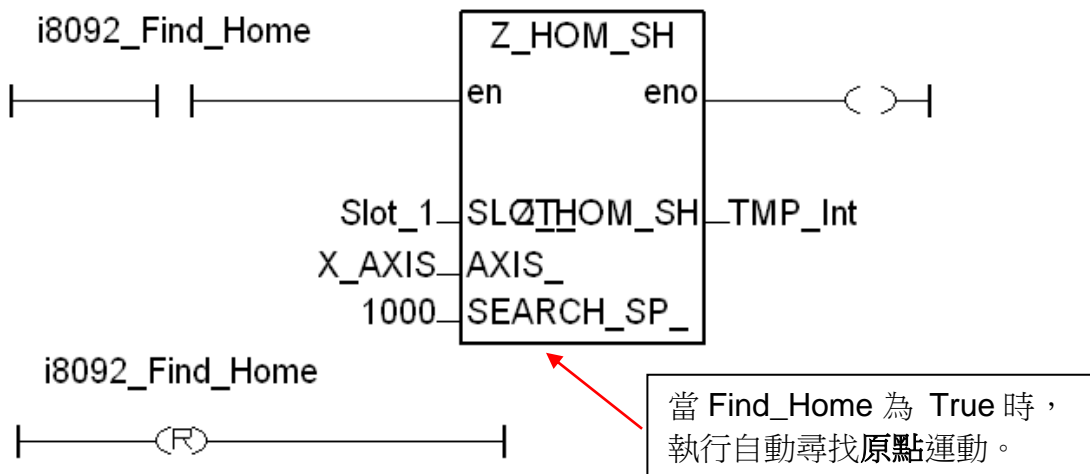 i8092_Find_Home
Z_HOM_SH
en eno
Slot_1 SLOT_ Z_HOM_SH TMP_Int
X_AXIS AXIS_
1000 SEARCH_SP_
i8092_Find_Home
(R)
當 Find_Home 為 True 時，
執行自動尋找原點運動。